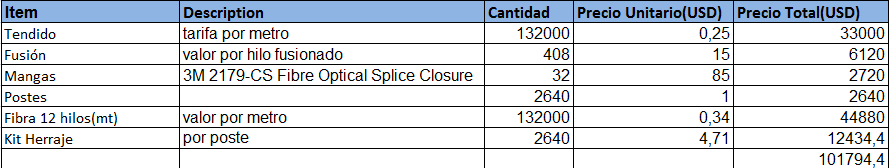 Item Description Cantidad Precio Unitario(USD) Precio Total(USD)
Tendido tarifa por metro 132000 0,25 33000
Fusión valor por hilo fusionado 408 15 6120
Mangas 3M 2179-CS Fibre Optical Splice Closure 32 85 2720
Postes 2640 1 2640
Fibra 12 hilos(mt) valor por metro 132000 0,34 44880
Kit Herraje por poste 2640 4,71 12434,4
101794,4